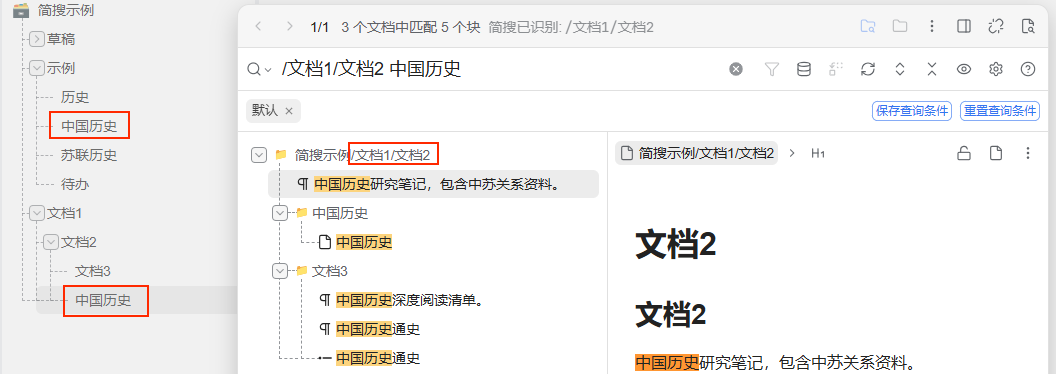 简搜示例
草稿
示例
历史
中国历史
苏联历史
待办
文档1
文档2
文档3
中国历史
1/1 3 个文档中匹配 5 个块 简搜已识别: /文档1/文档2
/文档1/文档2 中国历史
默认
保存查询条件 重置查询条件
简搜示例/文档1/文档2
中国历史研究笔记，包含中苏关系资料。
中国历史
中国历史
文档3
中国历史深度阅读清单。
中国历史通史
中国历史通史
简搜示例/文档1/文档2 H1
文档2
文档2
中国历史研究笔记，包含中苏关系资料。